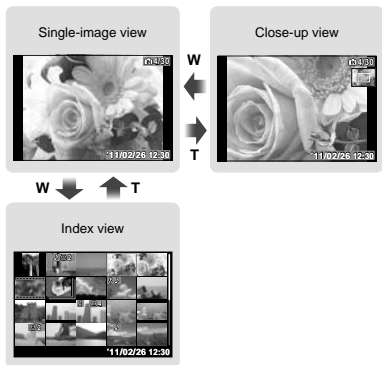 Single-image view
4/30
'11/02/26 12:30
W
T
Close-up view
4/30
'11/02/26 12:30
W
T
Index view
'11/02/26 12:30